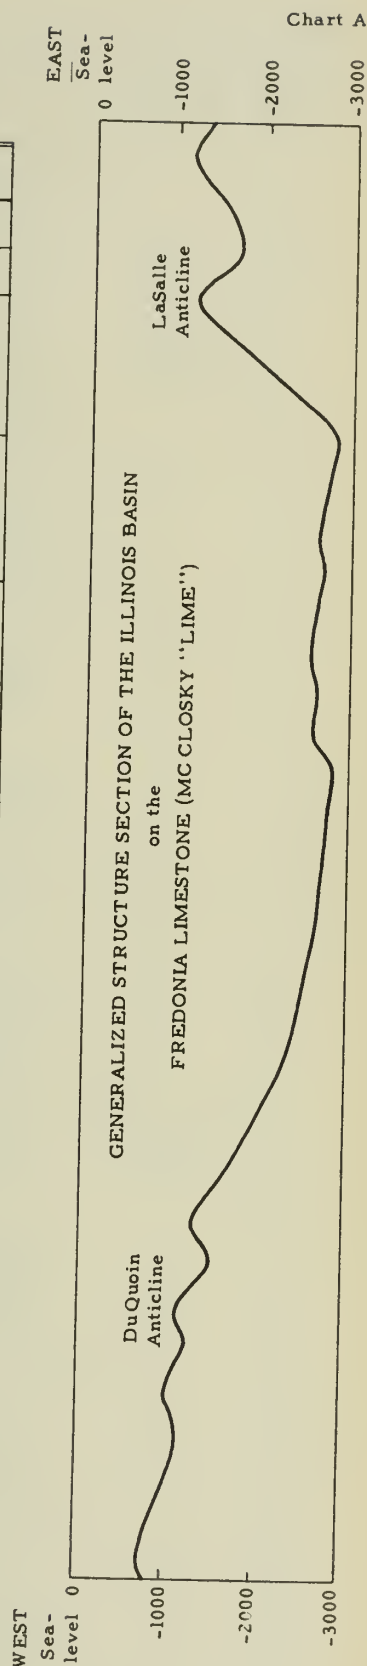 Chart A
WEST
Sea-
level 0
-1000
-2000
-3000
DuQuoin
Anticline
GENERALIZED STRUCTURE SECTION OF THE ILLINOIS BASIN
on the
FREDONIA LIMESTONE (MC CLOSKY "LIME")
LaSalle
Anticline
EAST
Sea-
level
0
-1000
-2000
-3000